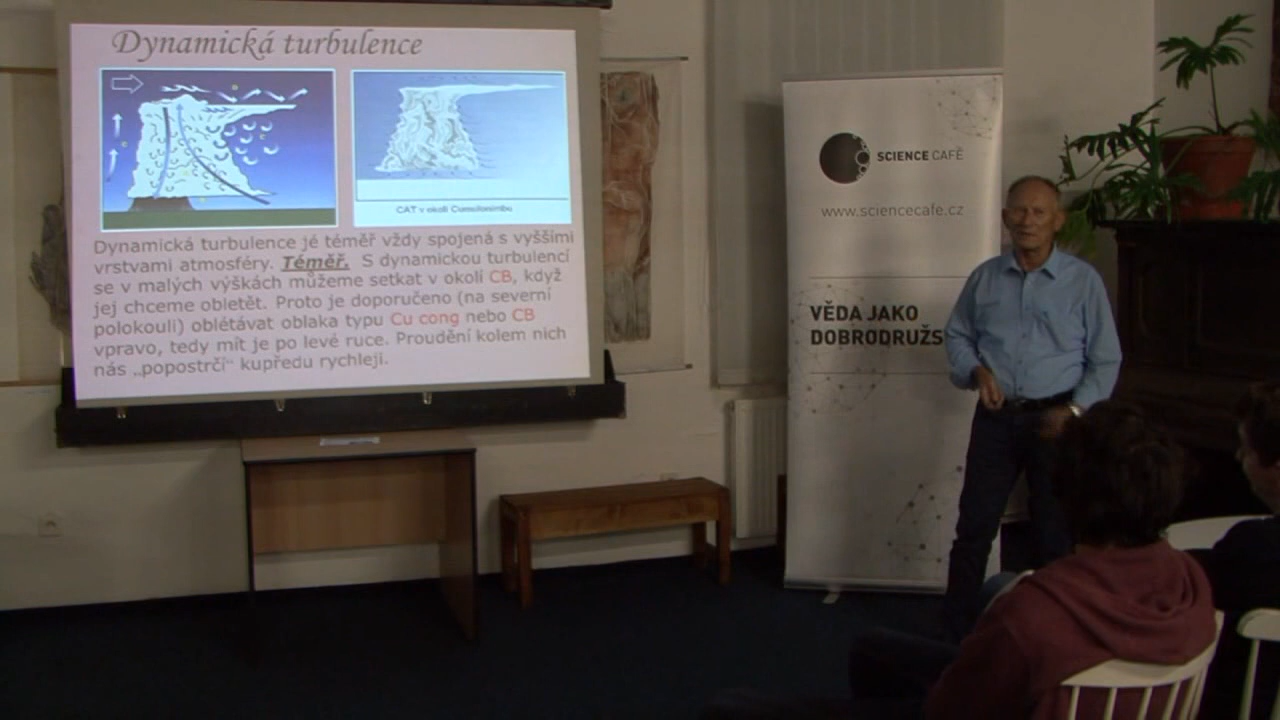 Dynamická turbulence
CAT v okolí Cumulonimbu
Dynamická turbulence jé téměř vždy spojená s vyššími
vrstvami atmosféry. Téměř. S dynamickou turbulencí
se v malých výškách můžeme setkat v okolí CB, když
jej chceme obletět. Proto je doporučeno (na severní
polokouli) oblétávat oblaka typu Cu cong nebo CB
vpravo, tedy mít je po levé ruce. Proudění kolem nich
nás „popostrčí“ kupředu rychleji.
SCIENCE CAFÉ
www.sciencecafe.cz
VĚDA JAKO
DOBRODRUŽS